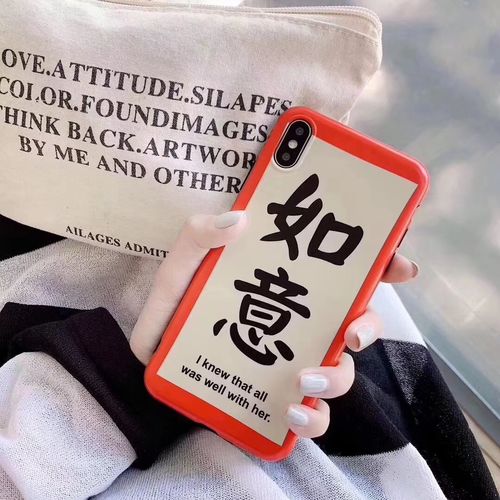 OVE.ATTITUDE.SILAPES
COLOR.FOUNDIMAGES
THINK BACK.ARTWOR
BY ME AND OTHER
AILAGES ADMIT
如
意
I knew that all
was well with her.